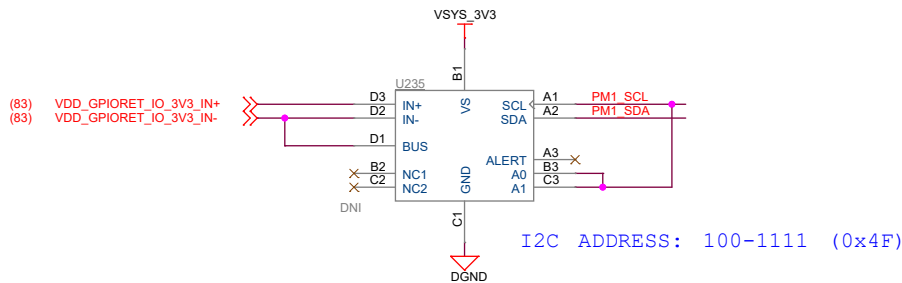 VSYS_3V3
U235
B1
(83) VDD_GPIORET_IO_3V3_IN+ D3 IN+ VS SCL A1 PM1_SCL
(83) VDD_GPIORET_IO_3V3_IN- D2 IN- SDA A2 PM1_SDA
D1 BUS
ALERT A3
B2 NC1 A0 B3
C2 NC2 GND A1 C3
DNI
C1
I2C ADDRESS: 100-1111 (0x4F)
DGND